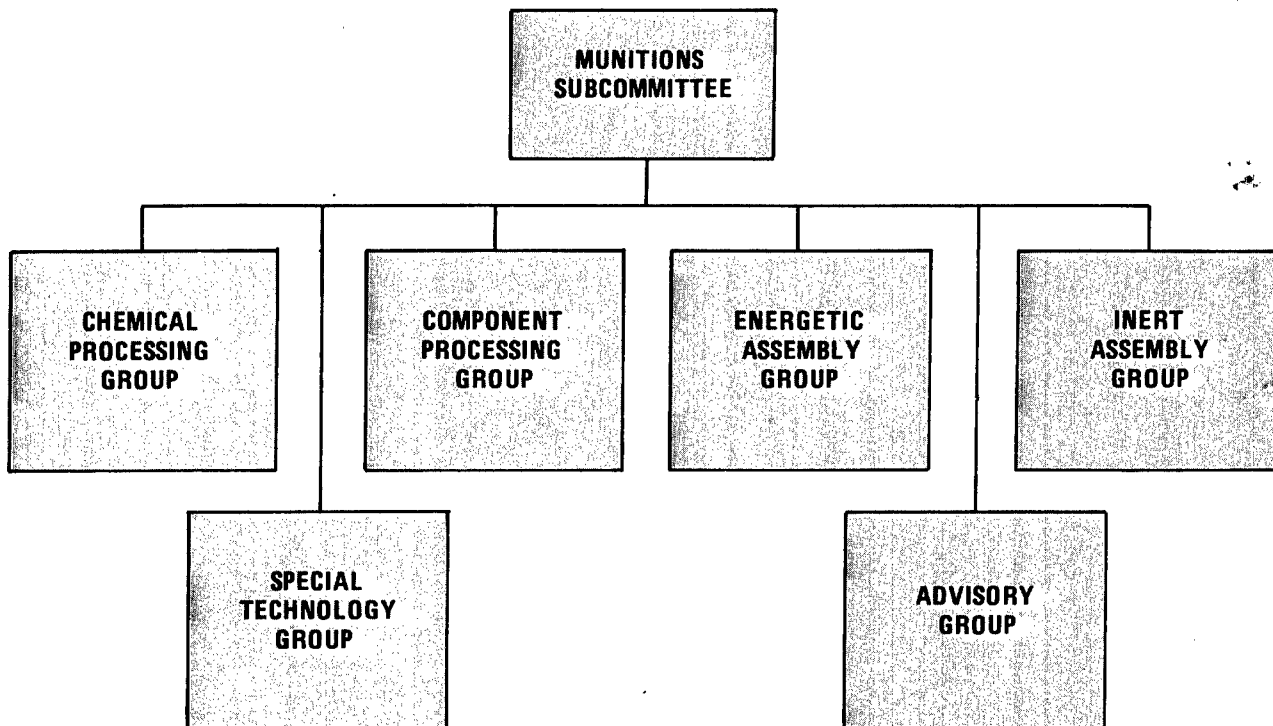 MUNITIONS
SUBCOMMITTEE
CHEMICAL
PROCESSING
GROUP
COMPONENT
PROCESSING
GROUP
ENERGETIC
ASSEMBLY
GROUP
INERT
ASSEMBLY
GROUP
SPECIAL
TECHNOLOGY
GROUP
ADVISORY
GROUP